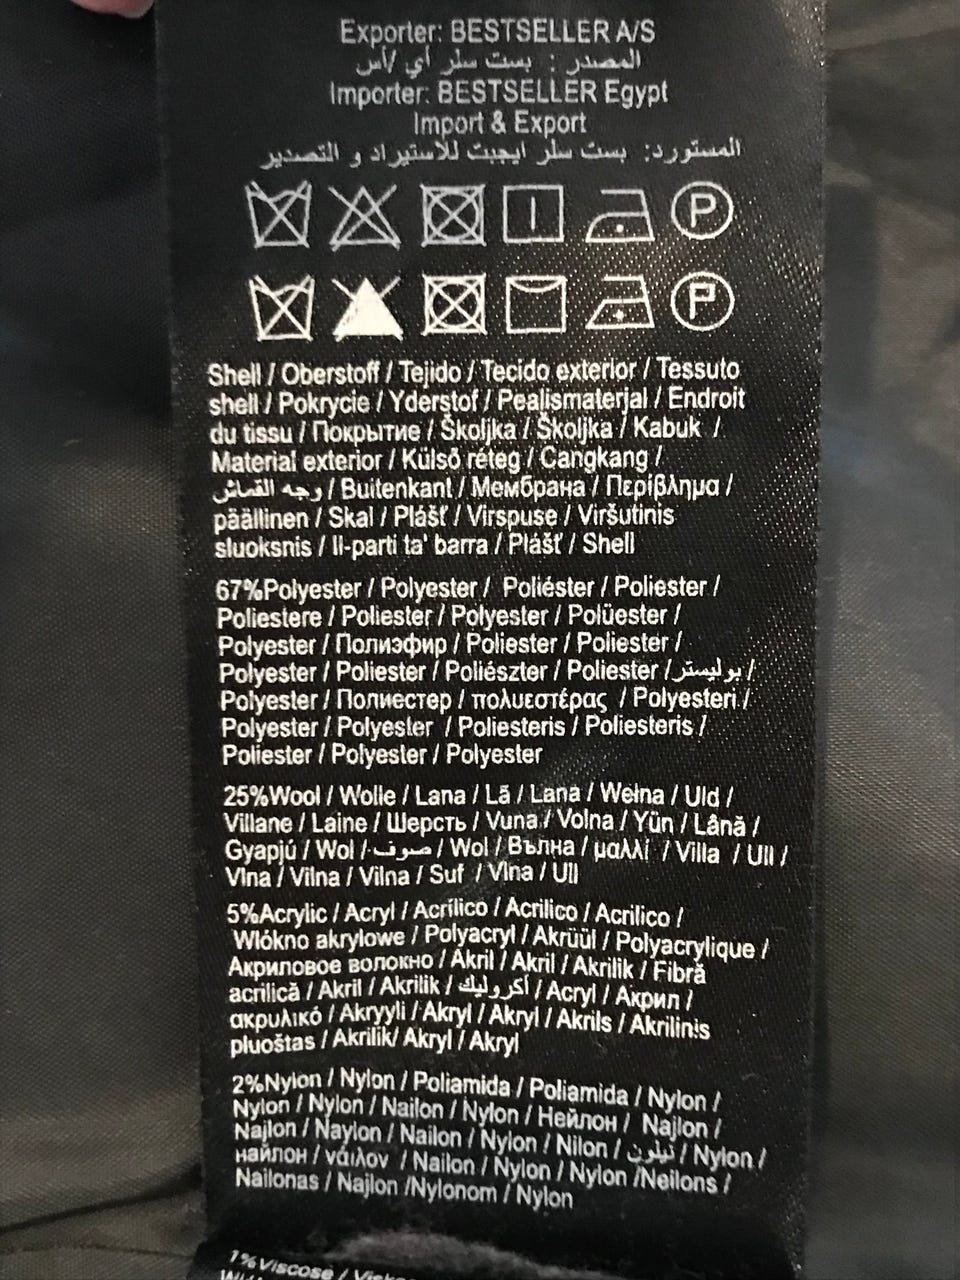 Exporter: BESTSELLER A/S
المصدر : بست سلر أي /أس
Importer: BESTSELLER Egypt
Import & Export
المستورد: بست سلر ايجبت للاستيراد و التصدير
P
P
Shell / Oberstoff / Tejido / Tecido exterior / Tessuto
shell / Pokrycie / Yderstof / Pealismaterjal / Endroit
du tissu / Покрытие / Školjka / Školjka / Kabuk /
Material exterior / Külső réteg / Cangkang /
وجه القماش / Buitenkant / Мембрана / Περίβλημα /
päällinen / Skal / Plášť / Virspuse / Viršutinis
sluoksnis / Il-parti ta' barra / Plášť / Shell
67%Polyester / Polyester / Poliéster / Poliester /
Poliestere / Poliester / Polyester / Polüester /
Polyester / Полиэфир / Poliester / Poliester /
Polyester / Poliester / Poliészter / Poliester / بوليستر /
Polyester / Полиестер / πολυεστέρας / Polyesteri /
Polyester / Polyester / Poliesteris / Poliesteris /
Poliester / Polyester / Polyester
25%Wool / Wolle / Lana / Lã / Lana / Wełna / Uld /
Villane / Laine / Шерсть / Vuna / Volna / Yün / Lână /
Gyapjú / Wol / صوف / Wol / Вълна / μαλλί / Villa / Ull /
Vlna / Vilna / Vilna / Suf / Vlna / Ull
5%Acrylic / Acryl / Acrílico / Acrilico / Acrilico /
Wlókno akrylowe / Polyacryl / Akrüül / Polyacrylique /
Акриловое волокно / Akril / Akril / Akrilik / Fibră
acrilică / Akril / Akrilik / أكروليك / Acryl / Акрил /
ακρυλικό / Akryyli / Akryl / Akryl / Akrils / Akrilinis
pluoštas / Akrilik/ Akryl / Akryl
2%Nylon / Nylon / Poliamida / Poliamida / Nylon /
Nylon / Nylon / Nailon / Nylon / Нейлон / Najlon /
Najlon / Naylon / Nailon / Nylon / Nilon / نيلون / Nylon /
найлон / νάιλον / Nailon / Nylon / Nylon /Neilons /
Nailonas / Najlon /Nylonom / Nylon
1%Viscose /